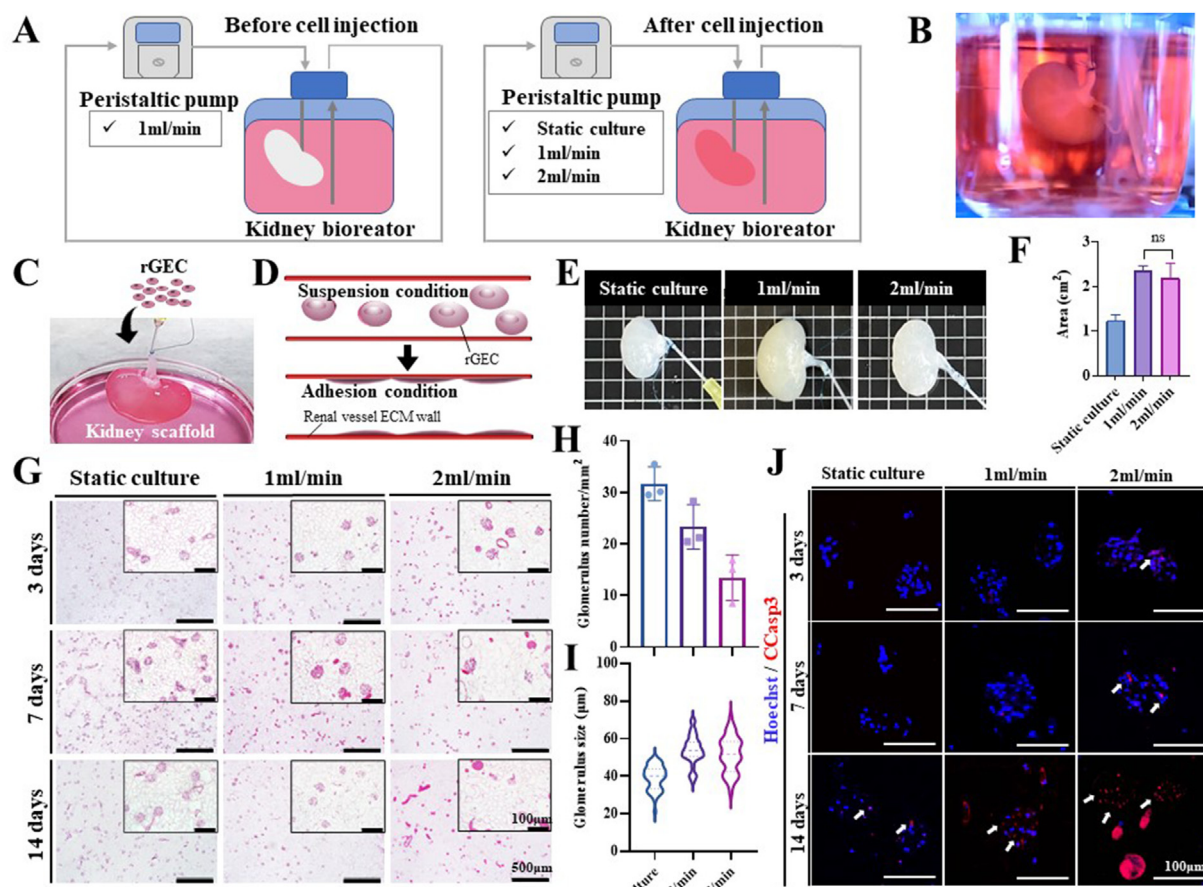 A
Before cell injection
After cell injection
B
Peristaltic pump
✓ 1ml/min
Peristaltic pump
✓ Static culture
✓ 1ml/min
✓ 2ml/min
Kidney bioreator
Kidney bioreator
C
rGEC
Kidney scaffold
D
Suspension condition
rGEC
Adhesion condition
Renal vessel ECM wall
E
Static culture
1ml/min
2ml/min
F
ns
Area (cm²)
3
2
1
0
Static culture
1ml/min
2ml/min
G
Static culture
1ml/min
2ml/min
3 days
7 days
14 days
100μm
500μm
H
Glomerulus number/mm²
40
30
20
10
0
I
Glomerulus size (μm)
100
80
60
40
20
0
J
Static culture
1ml/min
2ml/min
Hoechst / CCasp3
3 days
7 days
14 days
100μm